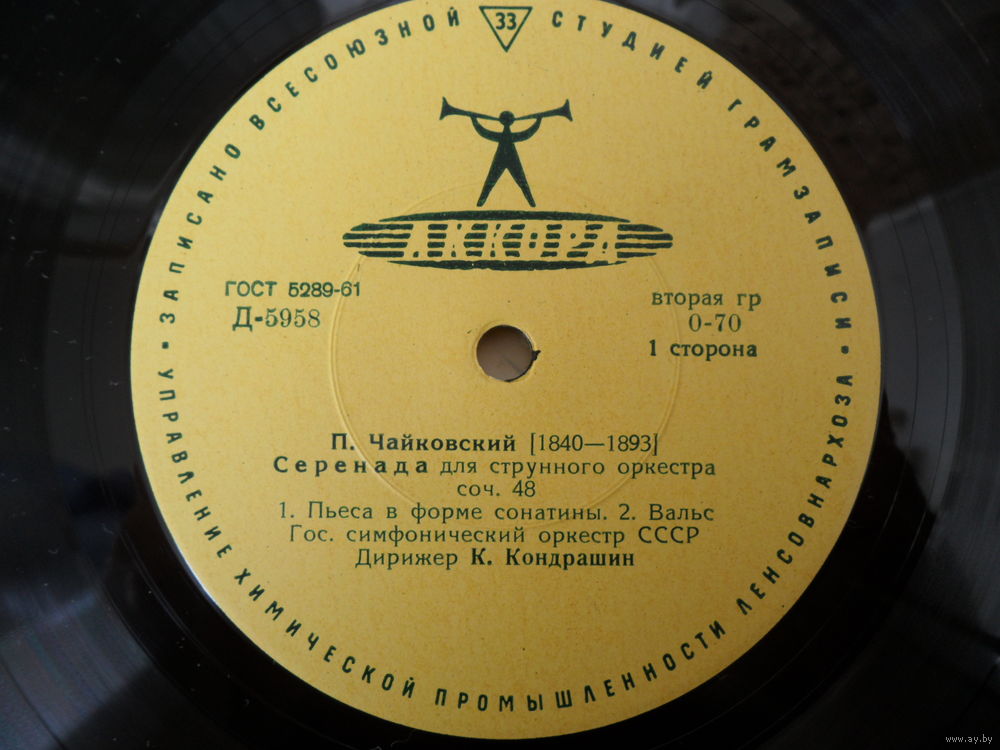 ЗАПИСАНО ВСЕСОЮЗНОЙ 33 СТУДИЕЙ ГРАМЗАПИСИ •
УПРАВЛЕНИЕ ХИМИЧЕСКОЙ ПРОМЫШЛЕННОСТИ ЛЕНСОВНАРХОЗА •
АККОРД
ГОСТ 5289-61
Д-5958
вторая гр
0-70
1 сторона
П. Чайковский [1840—1893]
Серенада для струнного оркестра
соч. 48
1. Пьеса в форме сонатины. 2. Вальс
Гос. симфонический оркестр СССР
Дирижер К. Кондрашин
www.ay.by